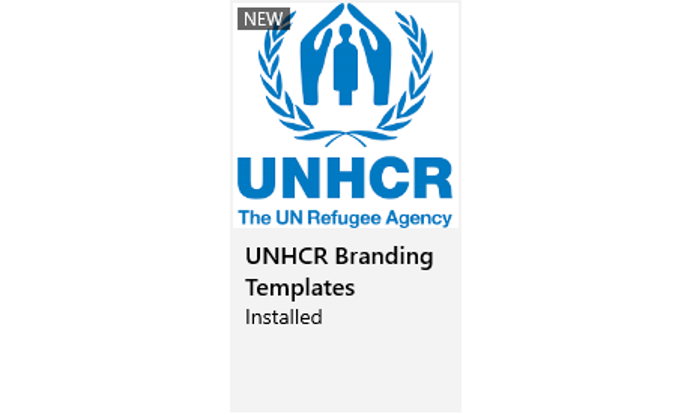 NEW
UNHCR
The UN Refugee Agency
UNHCR Branding
Templates
Installed